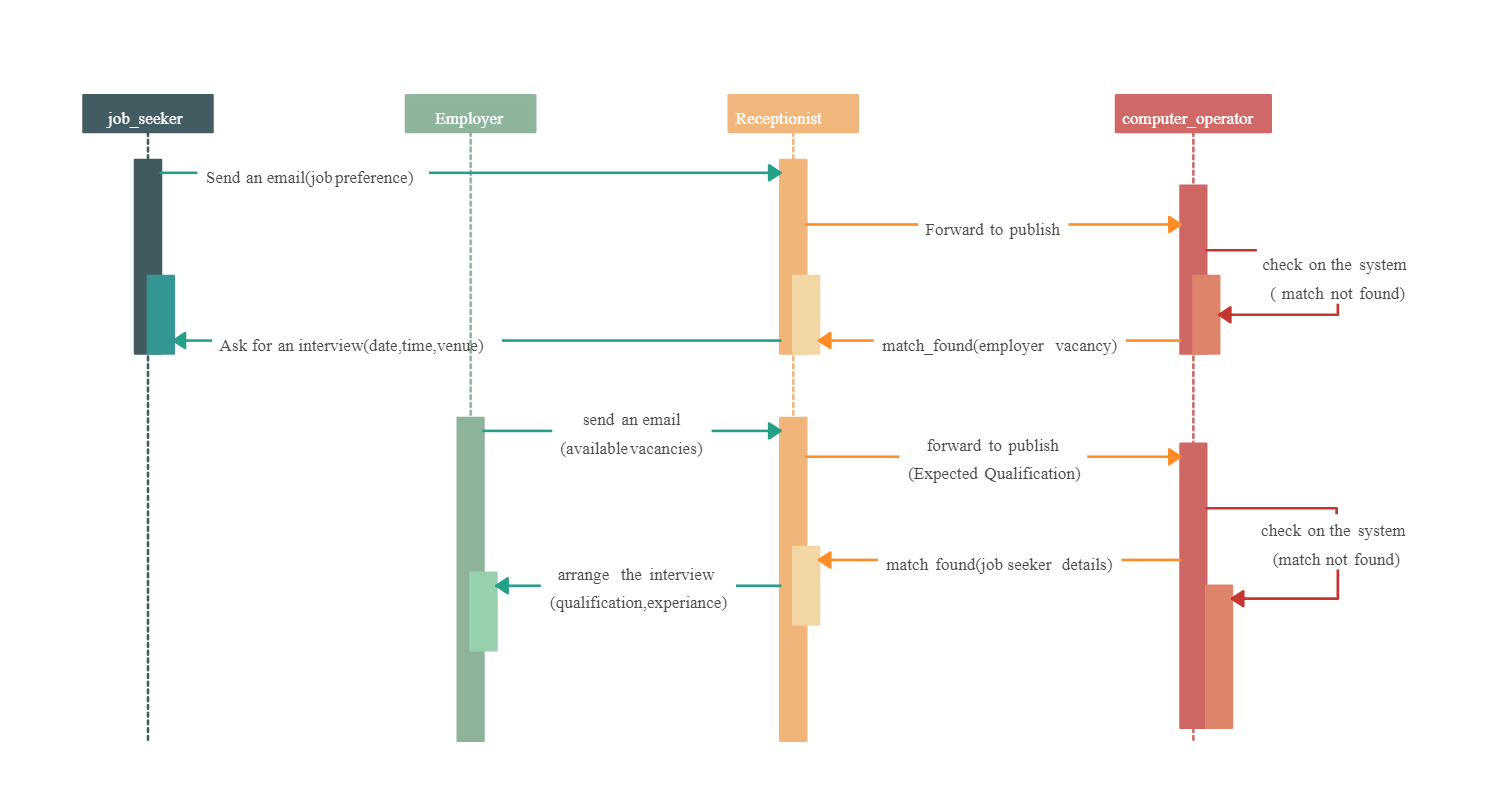 job_seeker
Employer
Receptionist
computer_operator
Send an email(job preference)
Forward to publish
check on the system
( match not found)
Ask for an interview(date,time,venue)
match_found(employer vacancy)
send an email
(available vacancies)
forward to publish
(Expected Qualification)
check on the system
(match not found)
match found(job seeker details)
arrange the interview
(qualification,experiance)